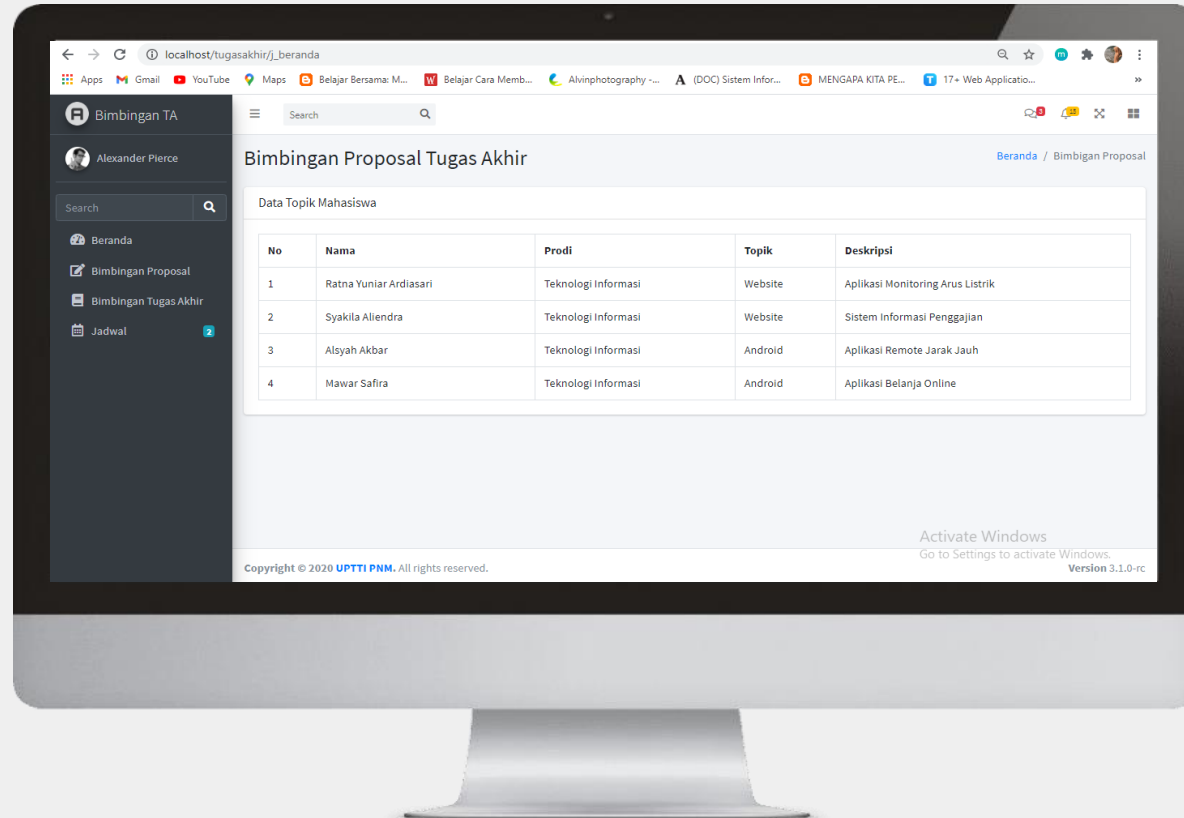 localhost/tugasakhir/j_beranda
Apps Gmail YouTube Maps Belajar Bersama: M... Belajar Cara Memb... Alvinphotography -... (DOC) Sistem Infor... MENGAPA KITA PE... 17+ Web Applicatio... »
Bimbingan TA
Search
3
15
Alexander Pierce
Bimbingan Proposal Tugas Akhir
Beranda / Bimbigan Proposal
Search
Beranda
Bimbingan Proposal
Bimbingan Tugas Akhir
Jadwal 2
Data Topik Mahasiswa
No Nama Prodi Topik Deskripsi
1 Ratna Yuniar Ardiasari Teknologi Informasi Website Aplikasi Monitoring Arus Listrik
2 Syakila Aliendra Teknologi Informasi Website Sistem Informasi Penggajian
3 Alsyah Akbar Teknologi Informasi Android Aplikasi Remote Jarak Jauh
4 Mawar Safira Teknologi Informasi Android Aplikasi Belanja Online
Activate Windows
Go to Settings to activate Windows.
Copyright © 2020 UPTTI PNM. All rights reserved.
Version 3.1.0-rc